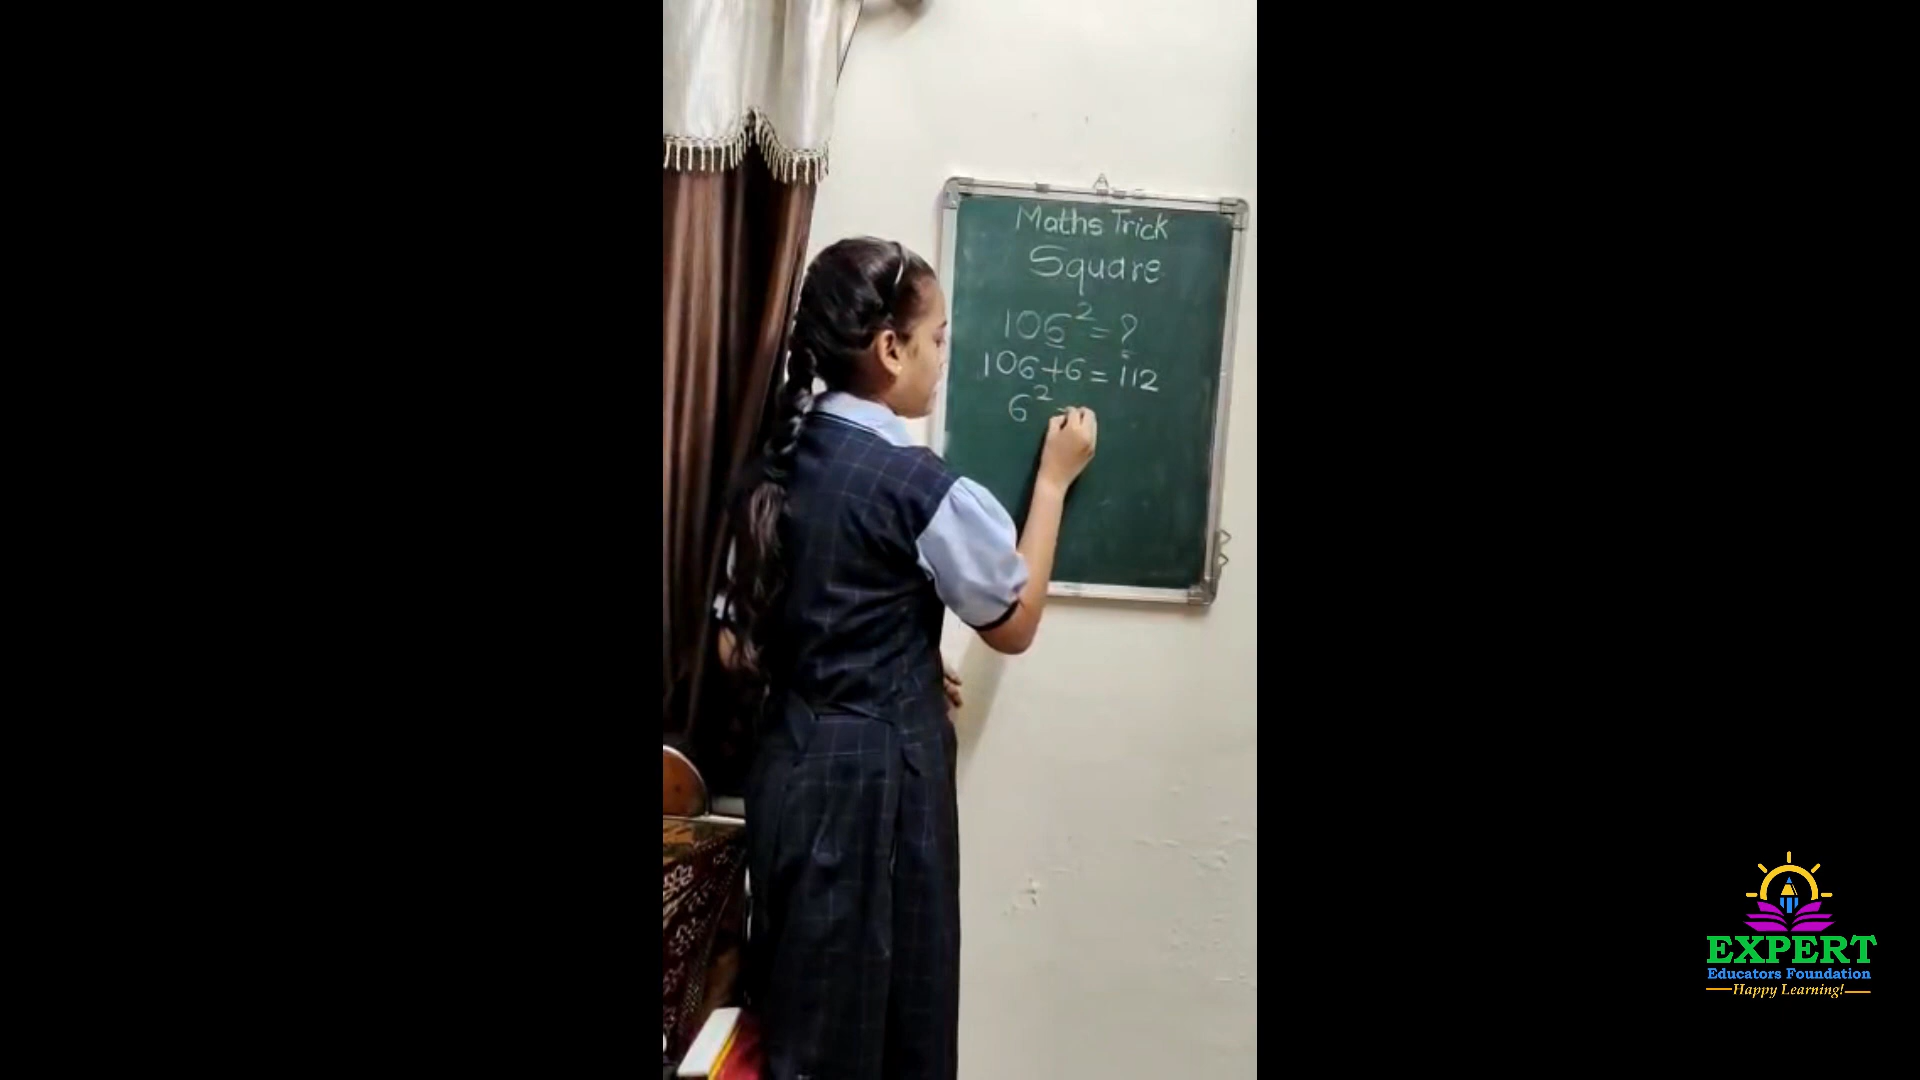 Maths Trick
Square
106² = ?
106+6 = 112
6² =
EXPERT
Educators Foundation
Happy Learning!